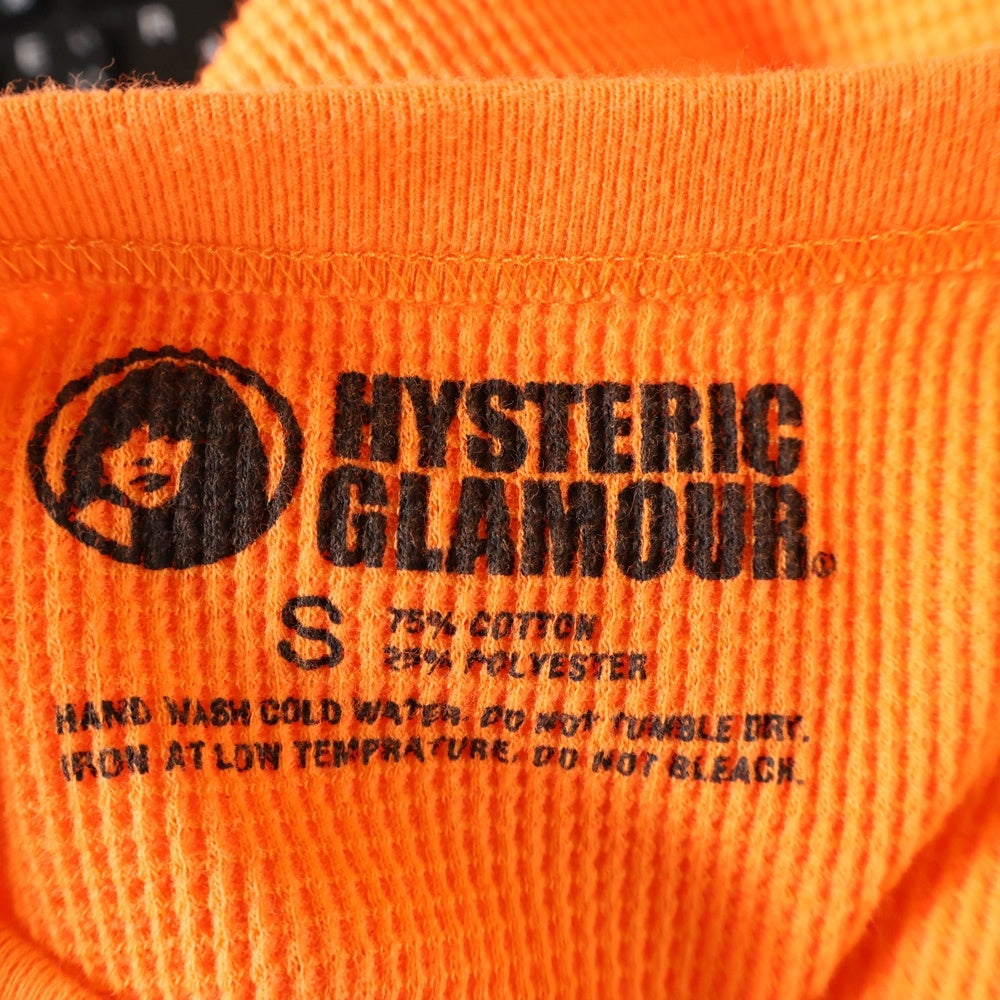 HYSTERIC
GLAMOUR®
S
75% COTTON
25% POLYESTER
HAND WASH COLD WATER. DO NOT TUMBLE DRY.
IRON AT LOW TEMPRATURE. DO NOT BLEACH.